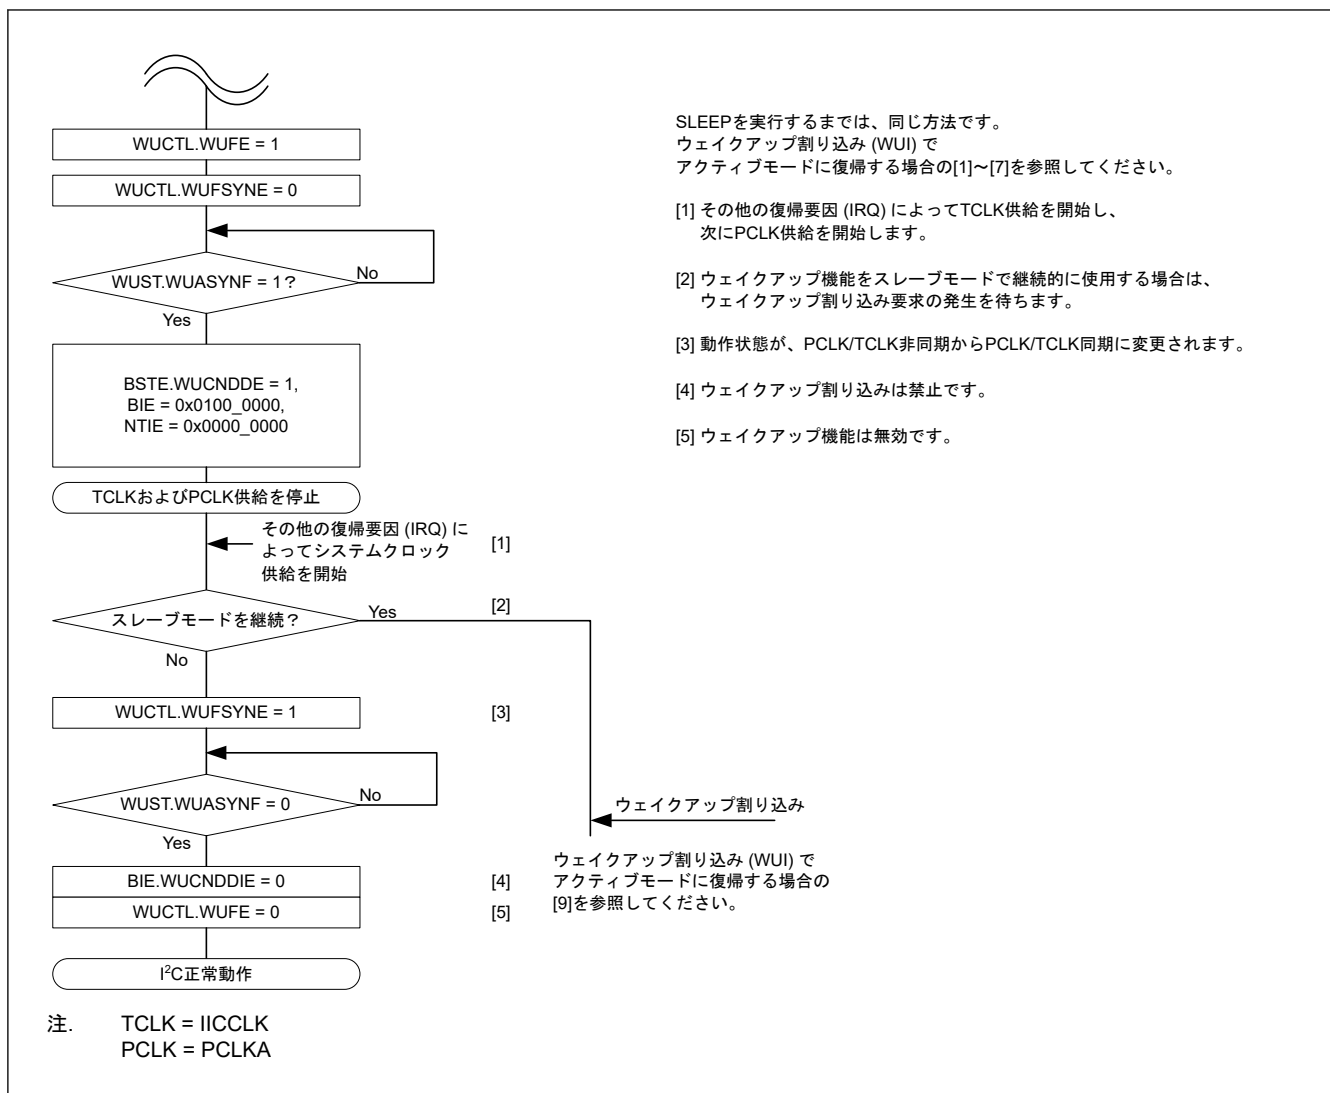 WUCTL.WUFE = 1
WUCTL.WUFSYNE = 0
WUST.WUASYNF = 1？
No
Yes
BSTE.WUCNDDE = 1,
BIE = 0x0100_0000,
NTIE = 0x0000_0000
TCLKおよびPCLK供給を停止
その他の復帰要因 (IRQ) に
よってシステムクロック
供給を開始
[1]
スレーブモードを継続？
Yes
[2]
No
WUCTL.WUFSYNE = 1
[3]
WUST.WUASYNF = 0
No
Yes
ウェイクアップ割り込み
ウェイクアップ割り込み (WUI) で
アクティブモードに復帰する場合の
[9]を参照してください。
BIE.WUCNDDIE = 0
[4]
WUCTL.WUFE = 0
[5]
I²C正常動作
SLEEPを実行するまでは、同じ方法です。
ウェイクアップ割り込み (WUI) で
アクティブモードに復帰する場合の[1]～[7]を参照してください。
[1] その他の復帰要因 (IRQ) によってTCLK供給を開始し、
次にPCLK供給を開始します。
[2] ウェイクアップ機能をスレーブモードで継続的に使用する場合は、
ウェイクアップ割り込み要求の発生を待ちます。
[3] 動作状態が、PCLK/TCLK非同期からPCLK/TCLK同期に変更されます。
[4] ウェイクアップ割り込みは禁止です。
[5] ウェイクアップ機能は無効です。
注. TCLK = IICCLK
PCLK = PCLKA